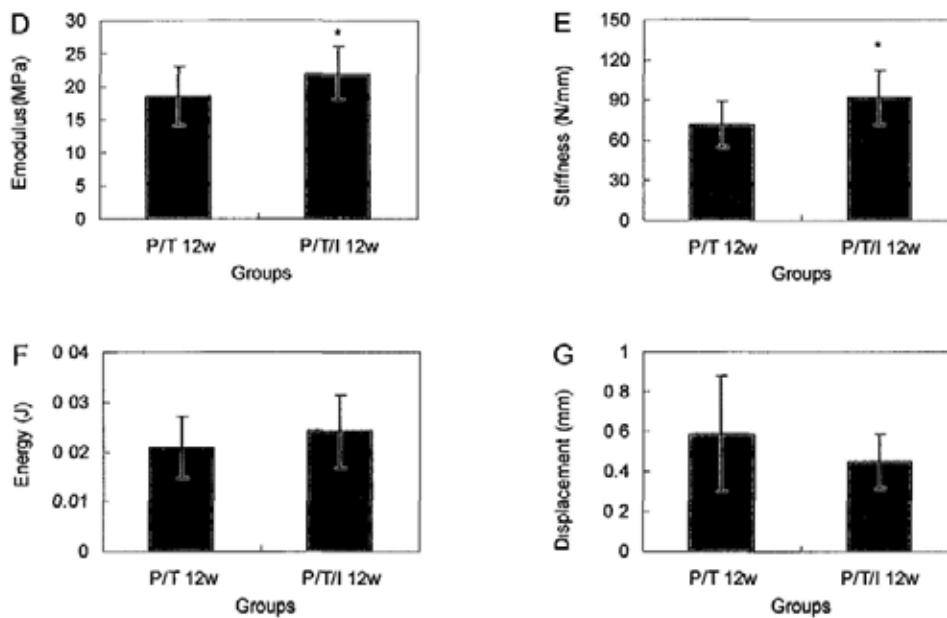 D
Emodulus(MPa)
30
25
20
15
10
5
0
*
P/T 12w
P/T/I 12w
Groups
E
Stiffness (N/mm)
150
120
90
60
30
0
*
P/T 12w
P/T/I 12w
Groups
F
Energy (J)
0 04
0 03
0 02
0.01
0
P/T 12w
P/T/I 12w
Groups
G
Displacement (mm)
1
0 8
0.6
0.4
0 2
0
P/T 12w
P/T/I 12w
Groups